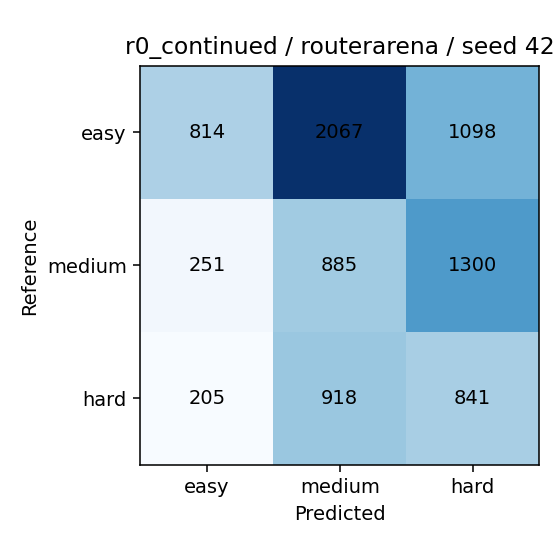 r0_continued / routerarena / seed 42
easy 814 2067 1098
medium 251 885 1300
hard 205 918 841
easy medium hard
Predicted
Reference